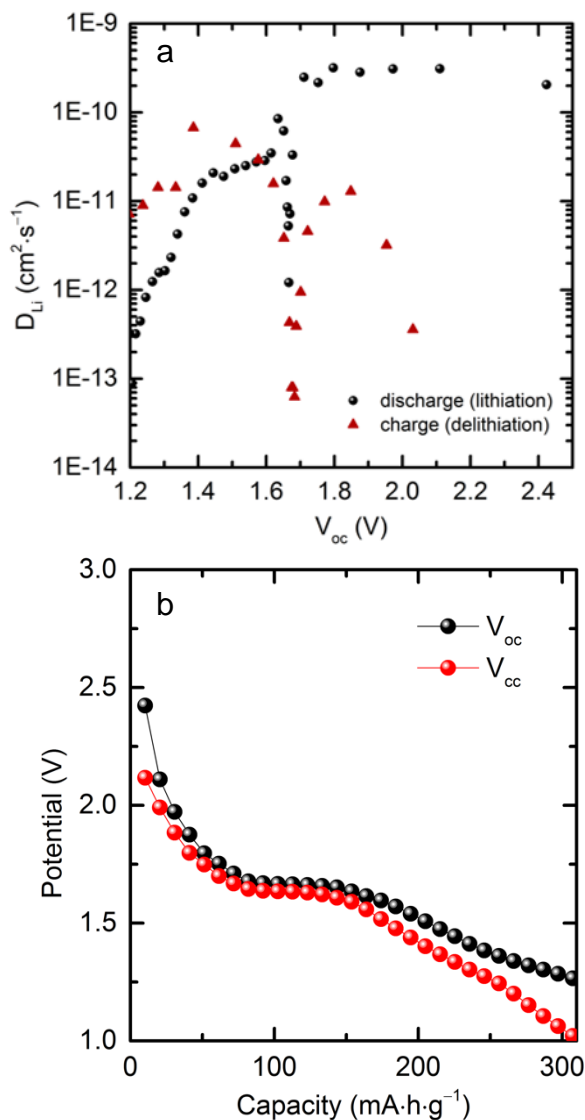 a
1E-9
1E-10
1E-11
1E-12
1E-13
1E-14
D_Li (cm²·s⁻¹)
discharge (lithiation)
charge (delithiation)
1.2 1.4 1.6 1.8 2.0 2.2 2.4
V_oc (V)
b
3.0
2.5
2.0
1.5
1.0
Potential (V)
V_oc
V_cc
0 100 200 300
Capacity (mA·h·g⁻¹)